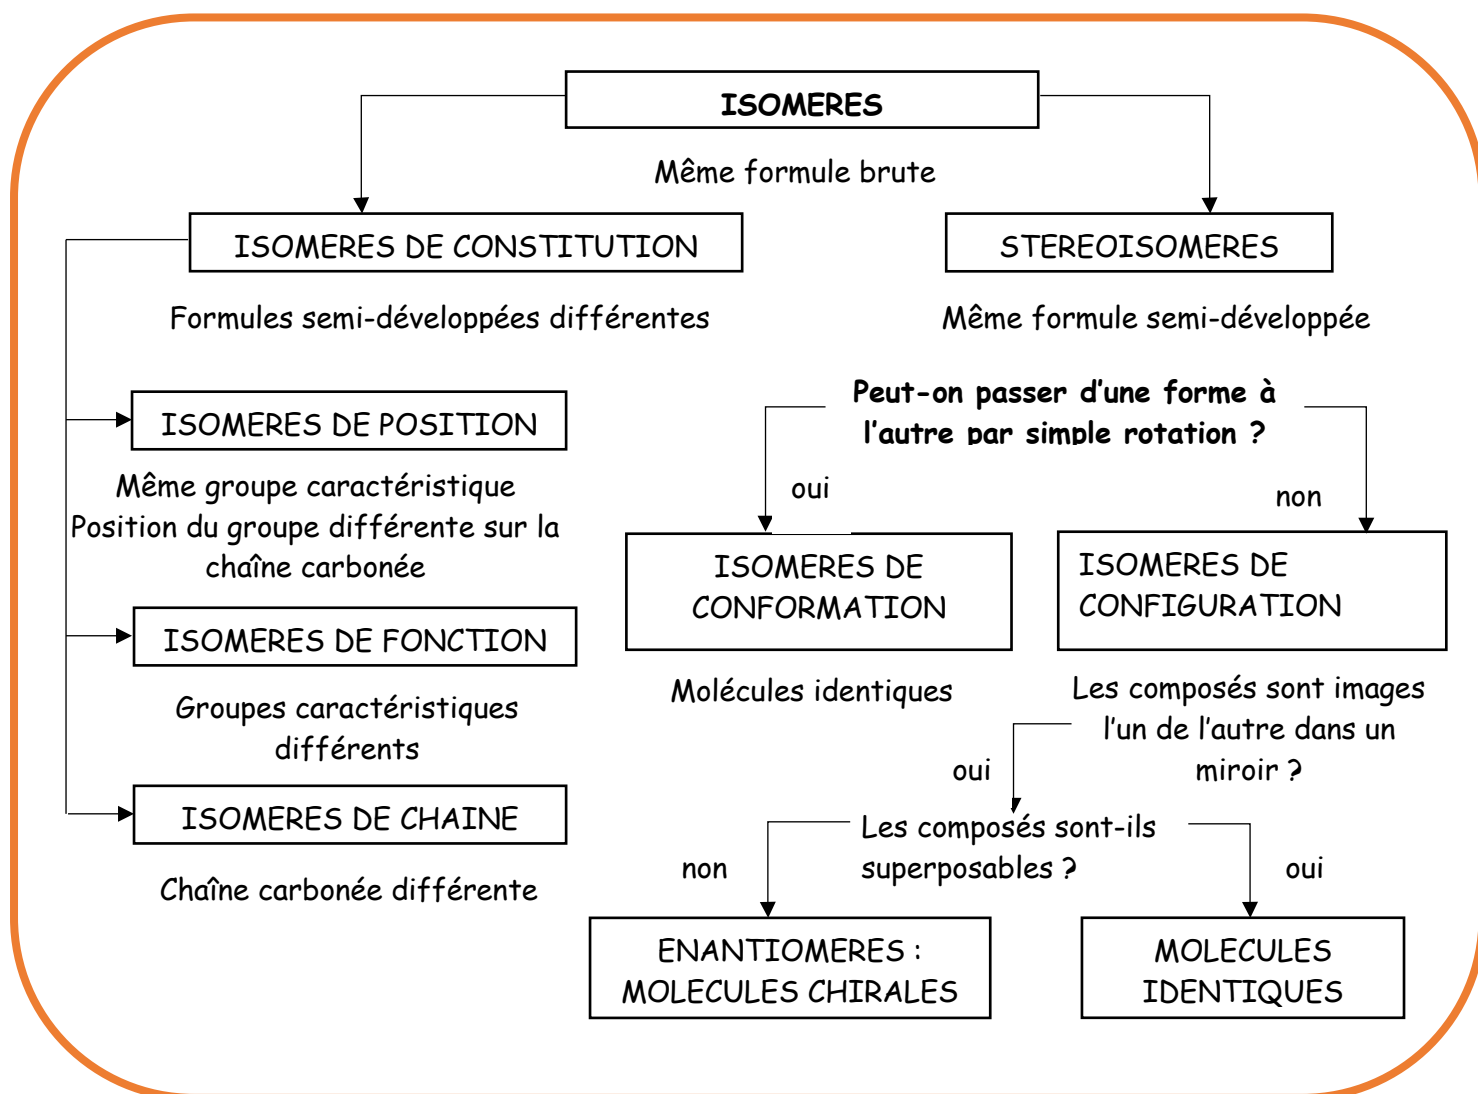 ISOMERES
Même formule brute
ISOMERES DE CONSTITUTION
STEREOISOMERES
Formules semi-développées différentes
Même formule semi-développée
Peut-on passer d’une forme à
l’autre par simple rotation ?
ISOMERES DE POSITION
Même groupe caractéristique
Position du groupe différente sur la
chaîne carbonée
oui
non
ISOMERES DE
CONFORMATION
ISOMERES DE
CONFIGURATION
ISOMERES DE FONCTION
Groupes caractéristiques
différents
Molécules identiques
Les composés sont images
l’un de l’autre dans un
miroir ?
oui
ISOMERES DE CHAINE
Chaîne carbonée différente
Les composés sont-ils
superposables ?
non
oui
ENANTIOMERES :
MOLECULES CHIRALES
MOLECULES
IDENTIQUES